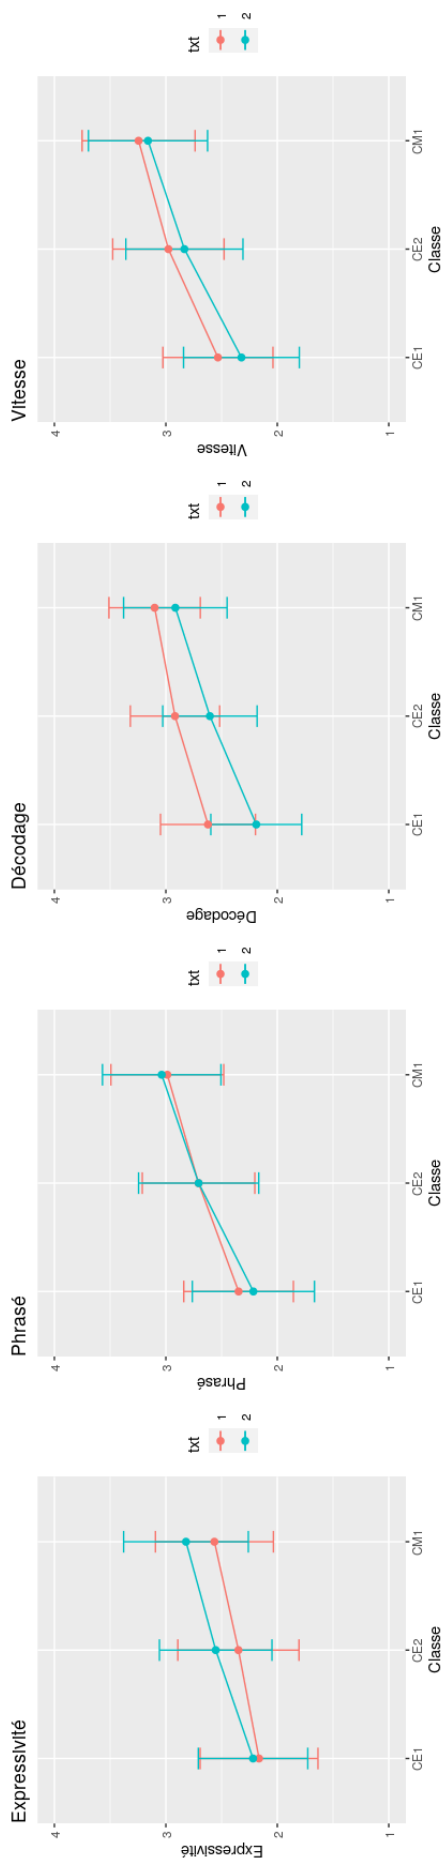 Expressivité
Expressivité
4
3
2
1
CE1
CE2
CM1
Classe
txt
1
2
Phrasé
Phrasé
4
3
2
1
CE1
CE2
CM1
Classe
txt
1
2
Décodage
Décodage
4
3
2
1
CE1
CE2
CM1
Classe
txt
1
2
Vitesse
Vitesse
4
3
2
1
CE1
CE2
CM1
Classe
txt
1
2